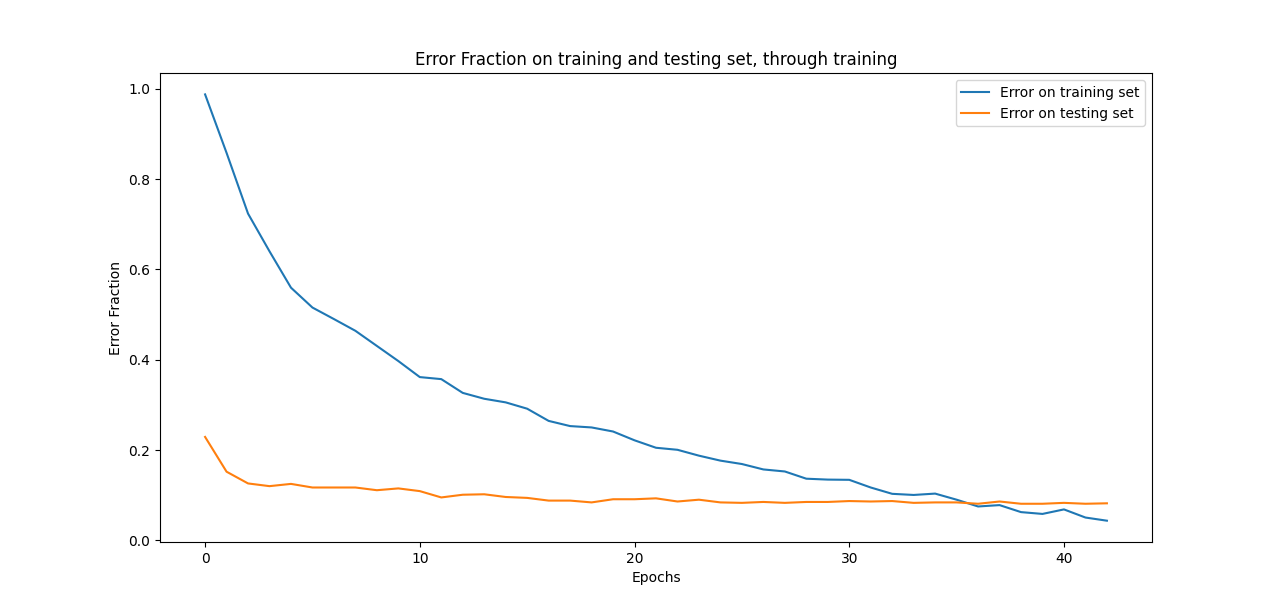 Error Fraction on training and testing set, through training
Error on training set
Error on testing set
1.0
0.8
0.6
0.4
0.2
0.0
Error Fraction
0 10 20 30 40
Epochs